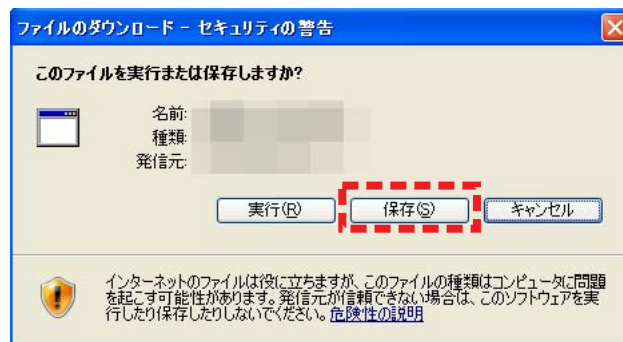 ファイルのダウンロード - セキュリティの警告
このファイルを実行または保存しますか?
名前:
種類:
発信元:
実行(R)
保存(S)
キャンセル
インターネットのファイルは役に立ちますが、このファイルの種類はコンピュータに問題
を起こす可能性があります。発信元が信頼できない場合は、このソフトウェアを実
行したり保存したりしないでください。危険性の説明